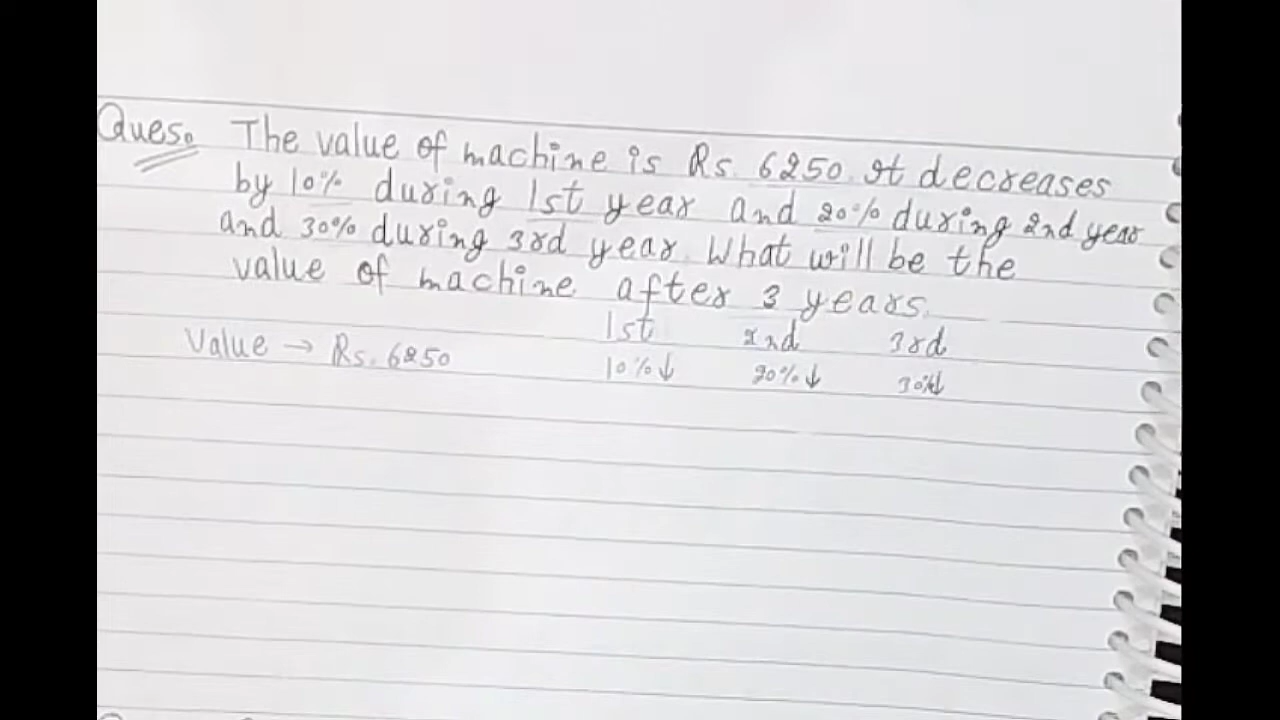 Ques. The value of machine is Rs. 6250. It decreases
by 10% during 1st year and 20% during 2nd year
and 30% during 3rd year. What will be the
value of machine after 3 years.
1st 2nd 3rd
Value → Rs. 6250 10%↓ 20%↓ 30%↓